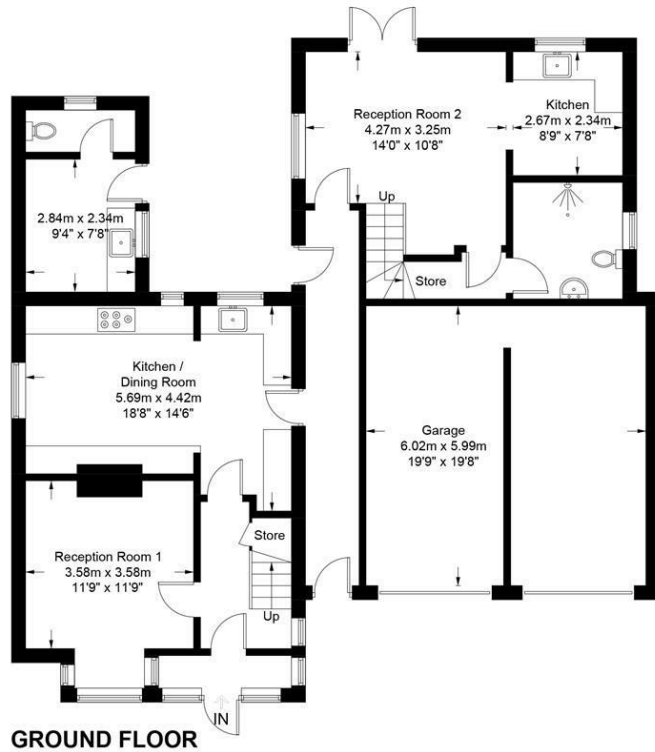 Reception Room 2
4.27m x 3.25m
14'0" x 10'8"
Kitchen
2.67m x 2.34m
8'9" x 7'8"
Up
Store
2.84m x 2.34m
9'4" x 7'8"
Kitchen /
Dining Room
5.69m x 4.42m
18'8" x 14'6"
Garage
6.02m x 5.99m
19'9" x 19'8"
Store
Reception Room 1
3.58m x 3.58m
11'9" x 11'9"
Up
IN
GROUND FLOOR